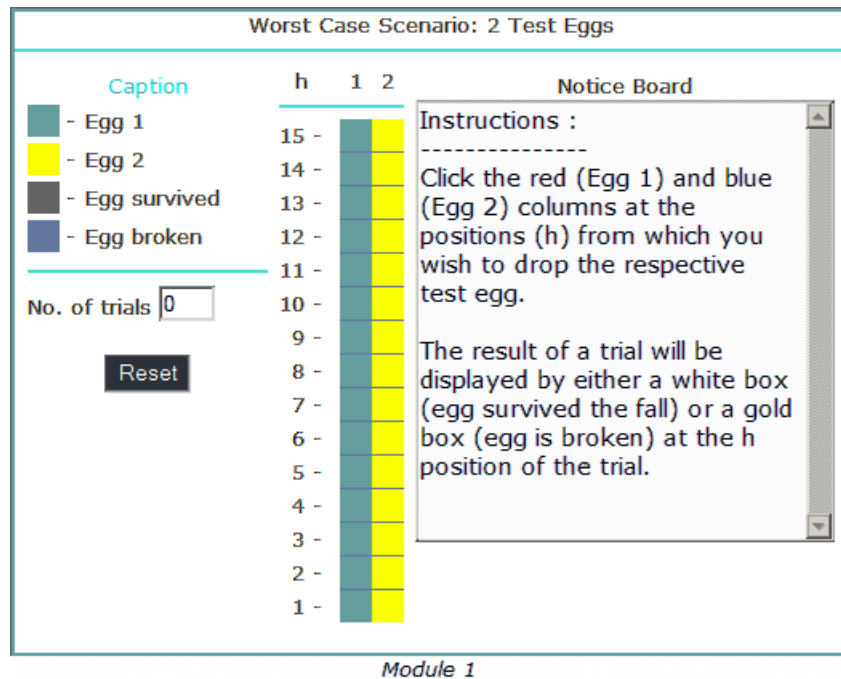 Worst Case Scenario: 2 Test Eggs
Caption
- Egg 1
- Egg 2
- Egg survived
- Egg broken
No. of trials 0
Reset
h 1 2
15 -
14 -
13 -
12 -
11 -
10 -
9 -
8 -
7 -
6 -
5 -
4 -
3 -
2 -
1 -
Notice Board
Instructions :
---------------
Click the red (Egg 1) and blue
(Egg 2) columns at the
positions (h) from which you
wish to drop the respective
test egg.
The result of a trial will be
displayed by either a white box
(egg survived the fall) or a gold
box (egg is broken) at the h
position of the trial.
Module 1